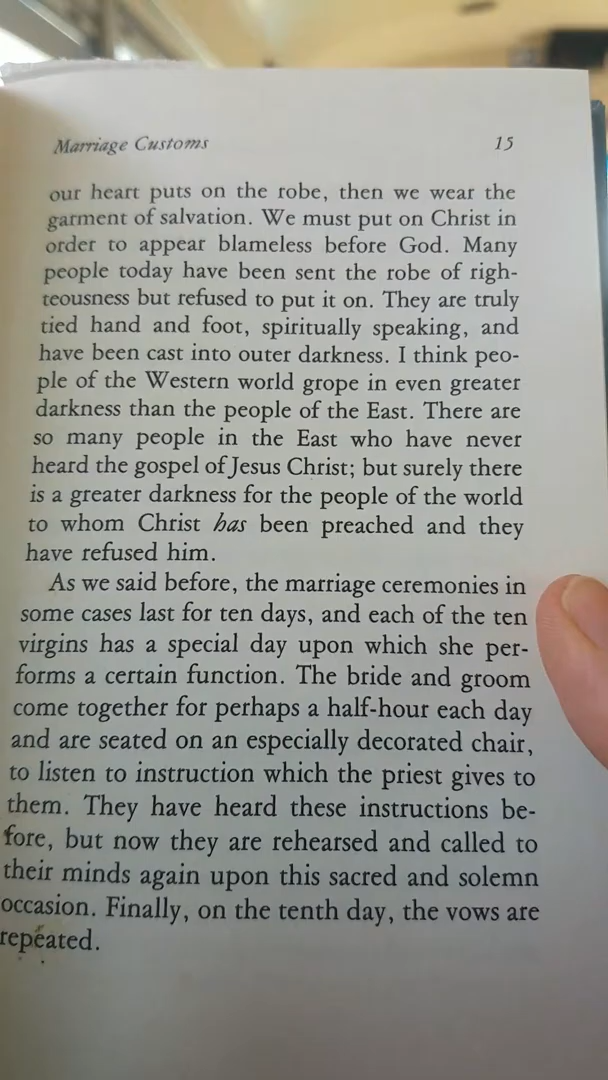 Marriage Customs 15
our heart puts on the robe, then we wear the
garment of salvation. We must put on Christ in
order to appear blameless before God. Many
people today have been sent the robe of righ-
teousness but refused to put it on. They are truly
tied hand and foot, spiritually speaking, and
have been cast into outer darkness. I think peo-
ple of the Western world grope in even greater
darkness than the people of the East. There are
so many people in the East who have never
heard the gospel of Jesus Christ; but surely there
is a greater darkness for the people of the world
to whom Christ has been preached and they
have refused him.
As we said before, the marriage ceremonies in
some cases last for ten days, and each of the ten
virgins has a special day upon which she per-
forms a certain function. The bride and groom
come together for perhaps a half-hour each day
and are seated on an especially decorated chair,
to listen to instruction which the priest gives to
them. They have heard these instructions be-
fore, but now they are rehearsed and called to
their minds again upon this sacred and solemn
occasion. Finally, on the tenth day, the vows are
repeated.